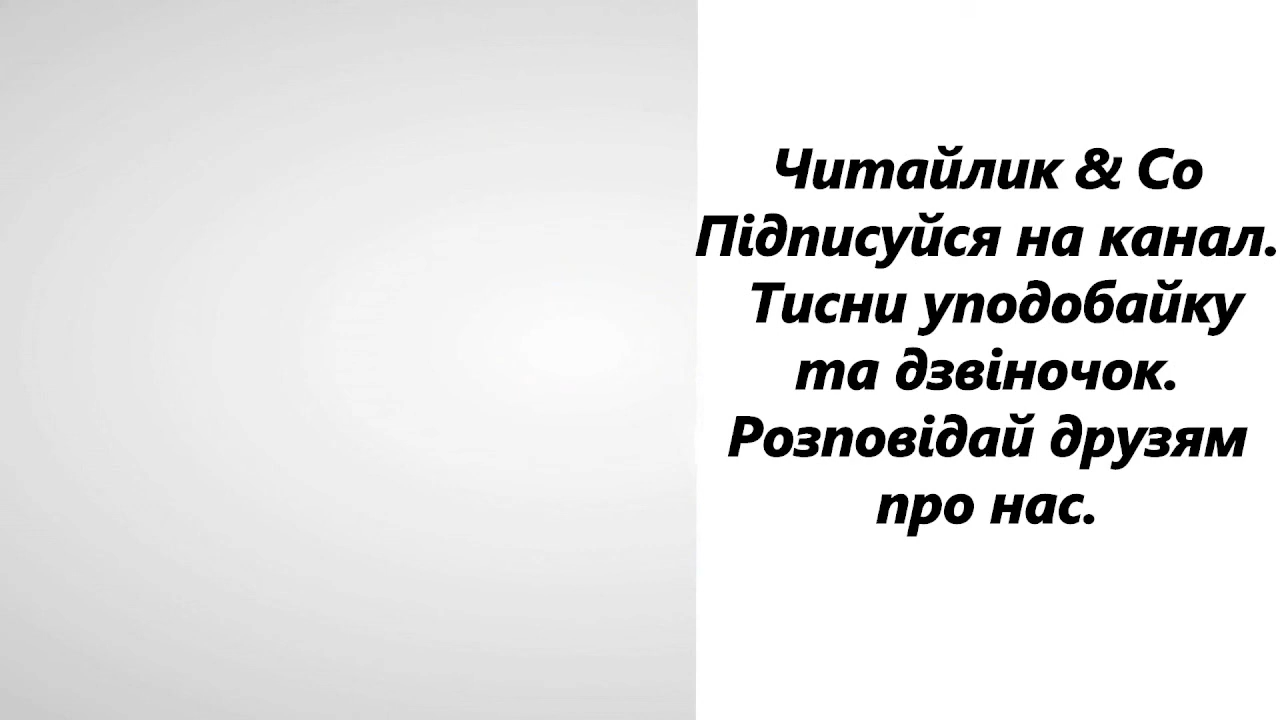 Читайлик & Co
Підписуйся на канал.
Тисни уподобайку
та дзвіночок.
Розповідай друзям
про нас.